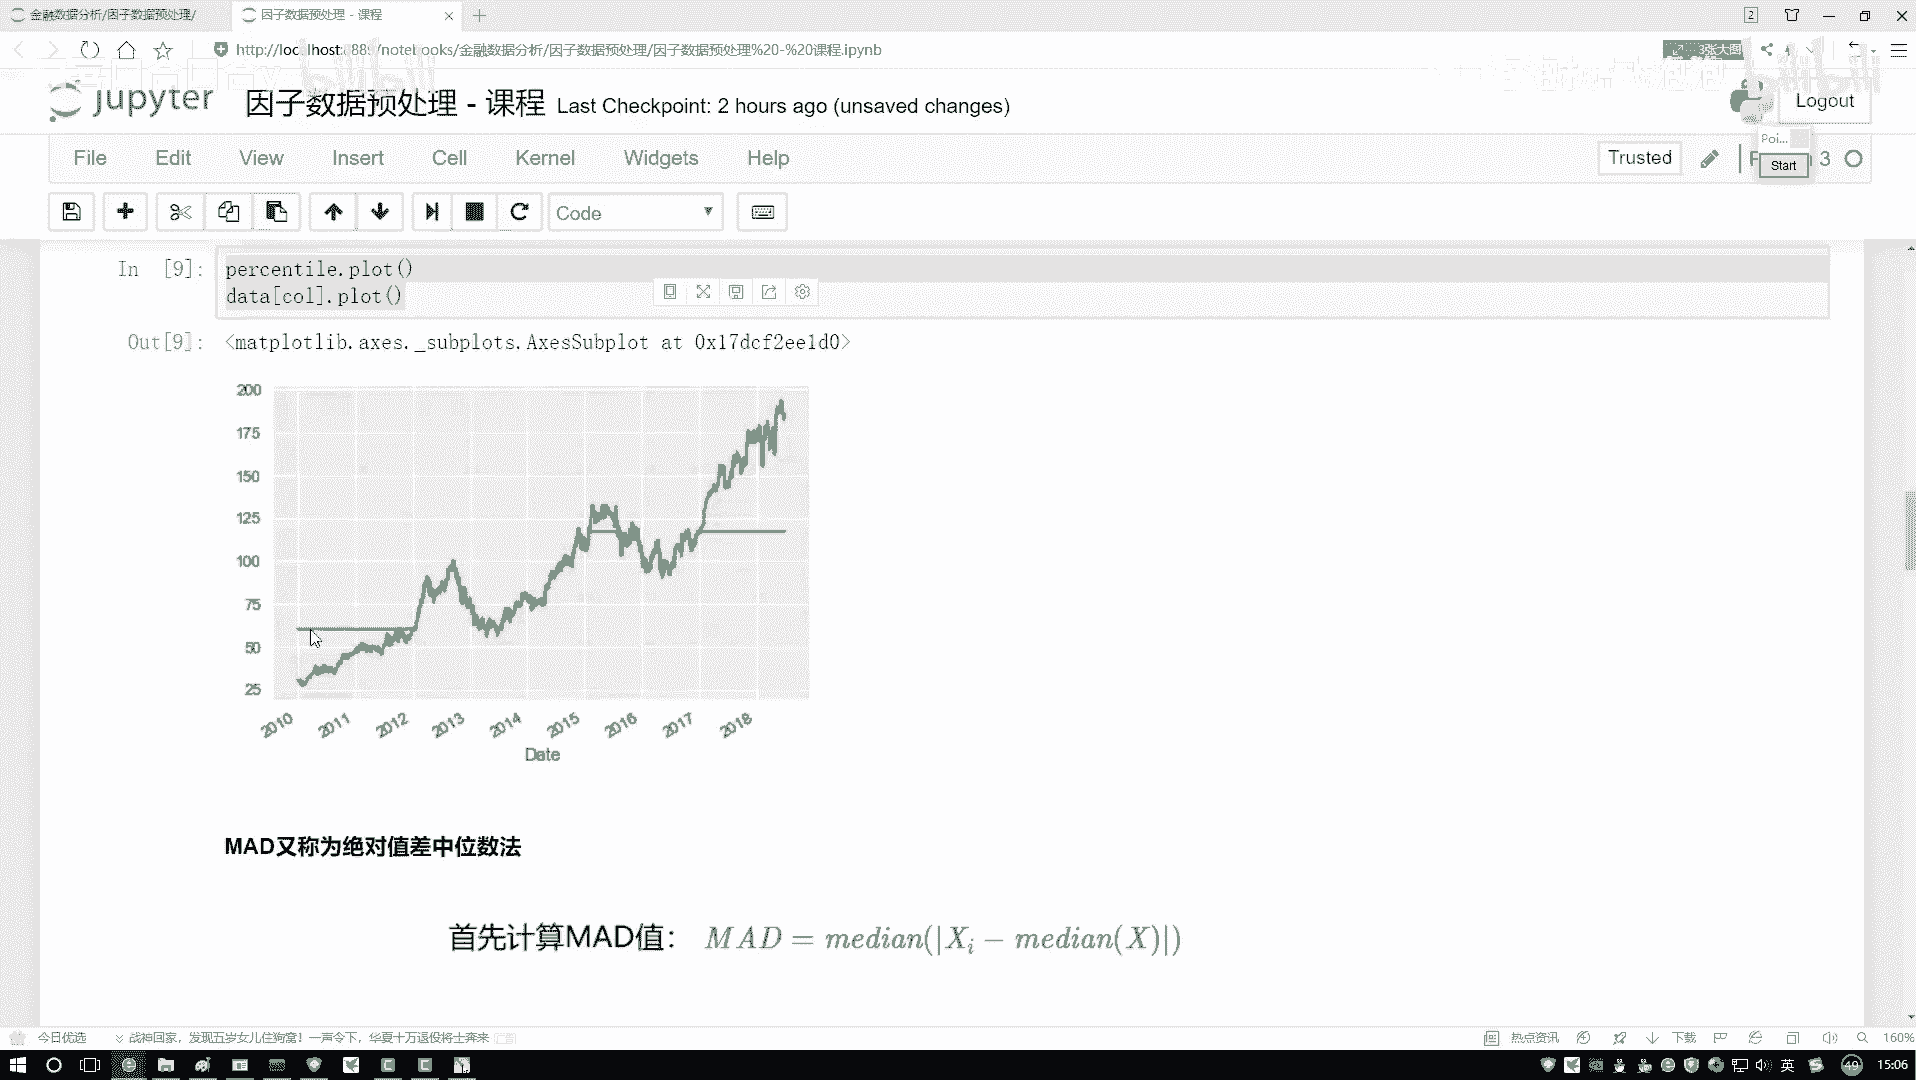 金融数据分析/因子数据预处理/
因子数据预处理 - 课程
2
http://localhost:889/notebooks/金融数据分析/因子数据预处理/因子数据预处理%20-%20课程.ipynb
jupyter 因子数据预处理 - 课程 Last Checkpoint: 2 hours ago (unsaved changes)
Logout
File Edit View Insert Cell Kernel Widgets Help
Trusted
3
Poi...
Start
Code
In [9]: percentile.plot()
data[col].plot()
Out[9]: <matplotlib.axes._subplots.AxesSubplot at 0x17dcf2ee1d0>
200
175
150
125
100
75
50
25
2010 2011 2012 2013 2014 2015 2016 2017 2018
Date
MAD又称为绝对值差中位数法
首先计算MAD值： MAD = median(|Xi − median(X)|)
今日优选 战神回家，发现五岁女儿住狗窝！一声令下，华夏十万退役将士奔来
热点资讯 下载 160%
英 49 15:06